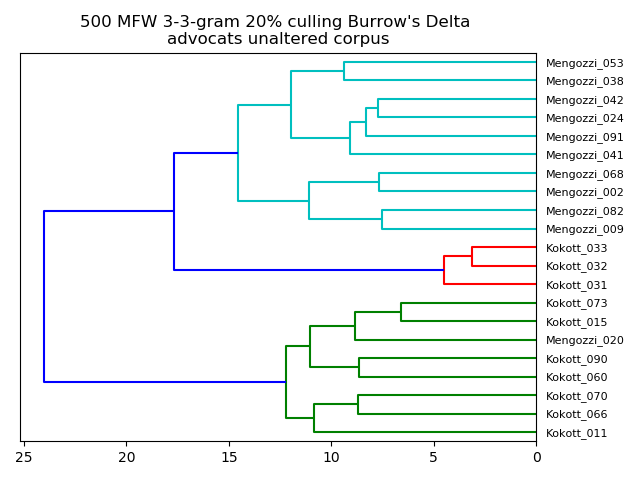 500 MFW 3-3-gram 20% culling Burrow's Delta
advocats unaltered corpus
Mengozzi_053
Mengozzi_038
Mengozzi_042
Mengozzi_024
Mengozzi_091
Mengozzi_041
Mengozzi_068
Mengozzi_002
Mengozzi_082
Mengozzi_009
Kokott_033
Kokott_032
Kokott_031
Kokott_073
Kokott_015
Mengozzi_020
Kokott_090
Kokott_060
Kokott_070
Kokott_066
Kokott_011
25 20 15 10 5 0